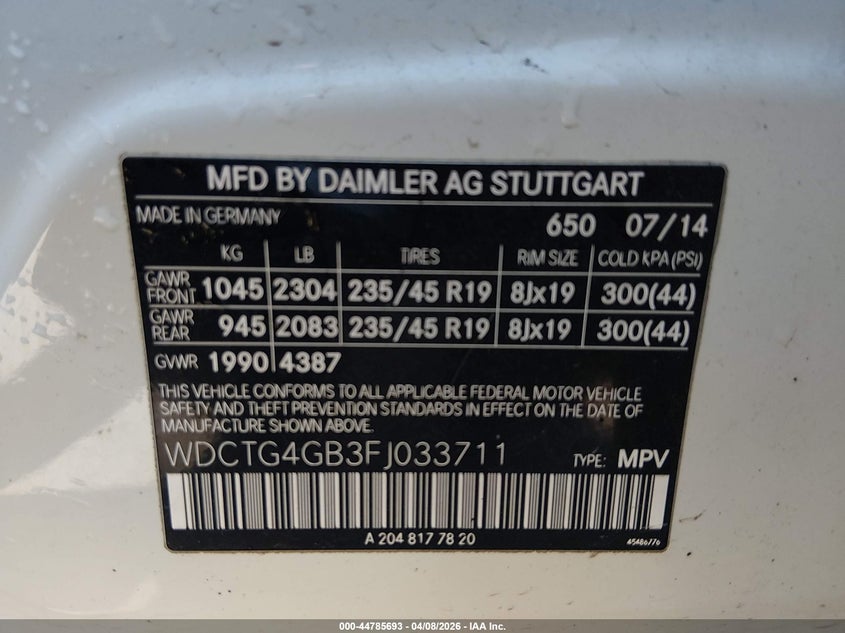 MFD BY DAIMLER AG STUTTGART
MADE IN GERMANY 650 07/14
KG LB TIRES RIM SIZE COLD KPA (PSI)
GAWR FRONT 1045 2304 235/45 R19 8Jx19 300(44)
GAWR REAR 945 2083 235/45 R19 8Jx19 300(44)
GVWR 1990 4387
THIS VEHICLE CONFORMS TO ALL APPLICABLE FEDERAL MOTOR VEHICLE
SAFETY AND THEFT PREVENTION STANDARDS IN EFFECT ON THE DATE OF
MANUFACTURE SHOWN ABOVE.
WDCTG4GB3FJ033711 TYPE: MPV
A 204 817 78 20 45486776
000-44785693 - 04/08/2026 - IAA Inc.